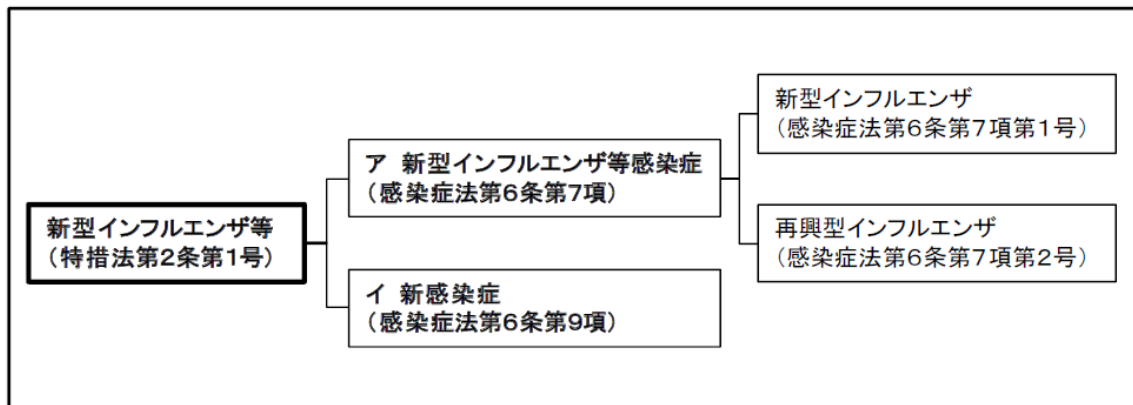 新型インフルエンザ等
（特措法第2条第1号）
ア 新型インフルエンザ等感染症
（感染症法第6条第7項）
イ 新感染症
（感染症法第6条第9項）
新型インフルエンザ
（感染症法第6条第7項第1号）
再興型インフルエンザ
（感染症法第6条第7項第2号）